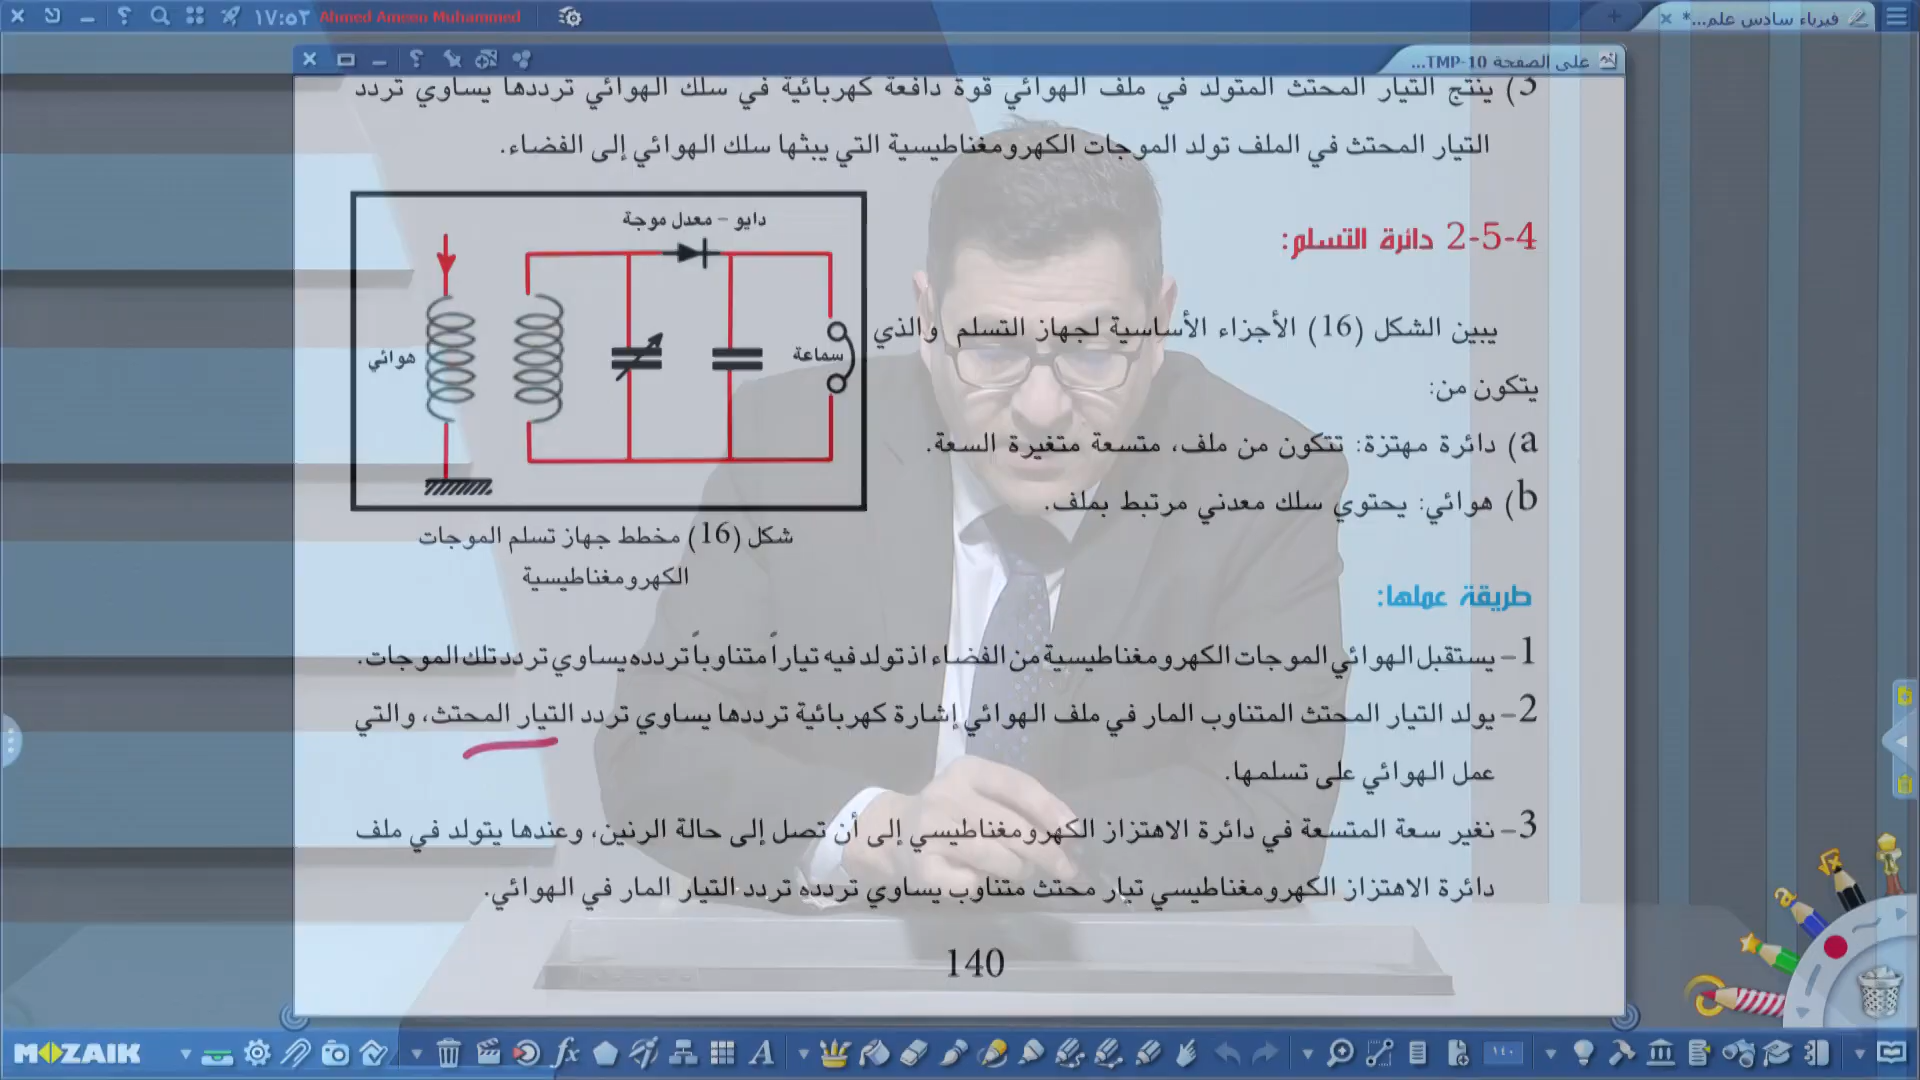 ١٧:٥٣
Ahmed Ameen Muhammed
فيزياء سادس علم...*
على الصفحة TMP-10...
3) ينتج التيار المحتث المتولد في ملف الهوائي قوة دافعة كهربائية في سلك الهوائي ترددها يساوي تردد
التيار المحتث في الملف تولد الموجات الكهرومغناطيسية التي يبثها سلك الهوائي إلى الفضاء.
2-5-4 دائرة التسلم:
يبين الشكل (16) الأجزاء الأساسية لجهاز التسلم والذي
يتكون من:
a) دائرة مهتزة: تتكون من ملف، متسعة متغيرة السعة.
b) هوائي: يحتوي سلك معدني مرتبط بملف.
دايو - معدل موجة
هوائي
سماعة
شكل (16) مخطط جهاز تسلم الموجات
الكهرومغناطيسية
طريقة عملها:
1- يستقبل الهوائي الموجات الكهرومغناطيسية من الفضاء اذ تولد فيه تياراً متناوباً تردده يساوي تردد تلك الموجات.
2- يولد التيار المحتث المتناوب المار في ملف الهوائي إشارة كهربائية ترددها يساوي تردد التيار المحتث، والتي
عمل الهوائي على تسلمها.
3- نغير سعة المتسعة في دائرة الاهتزاز الكهرومغناطيسي إلى أن تصل إلى حالة الرنين، وعندها يتولد في ملف
دائرة الاهتزاز الكهرومغناطيسي تيار محتث متناوب يساوي تردده تردد التيار المار في الهوائي.
140
MOZAIK
١٤٠